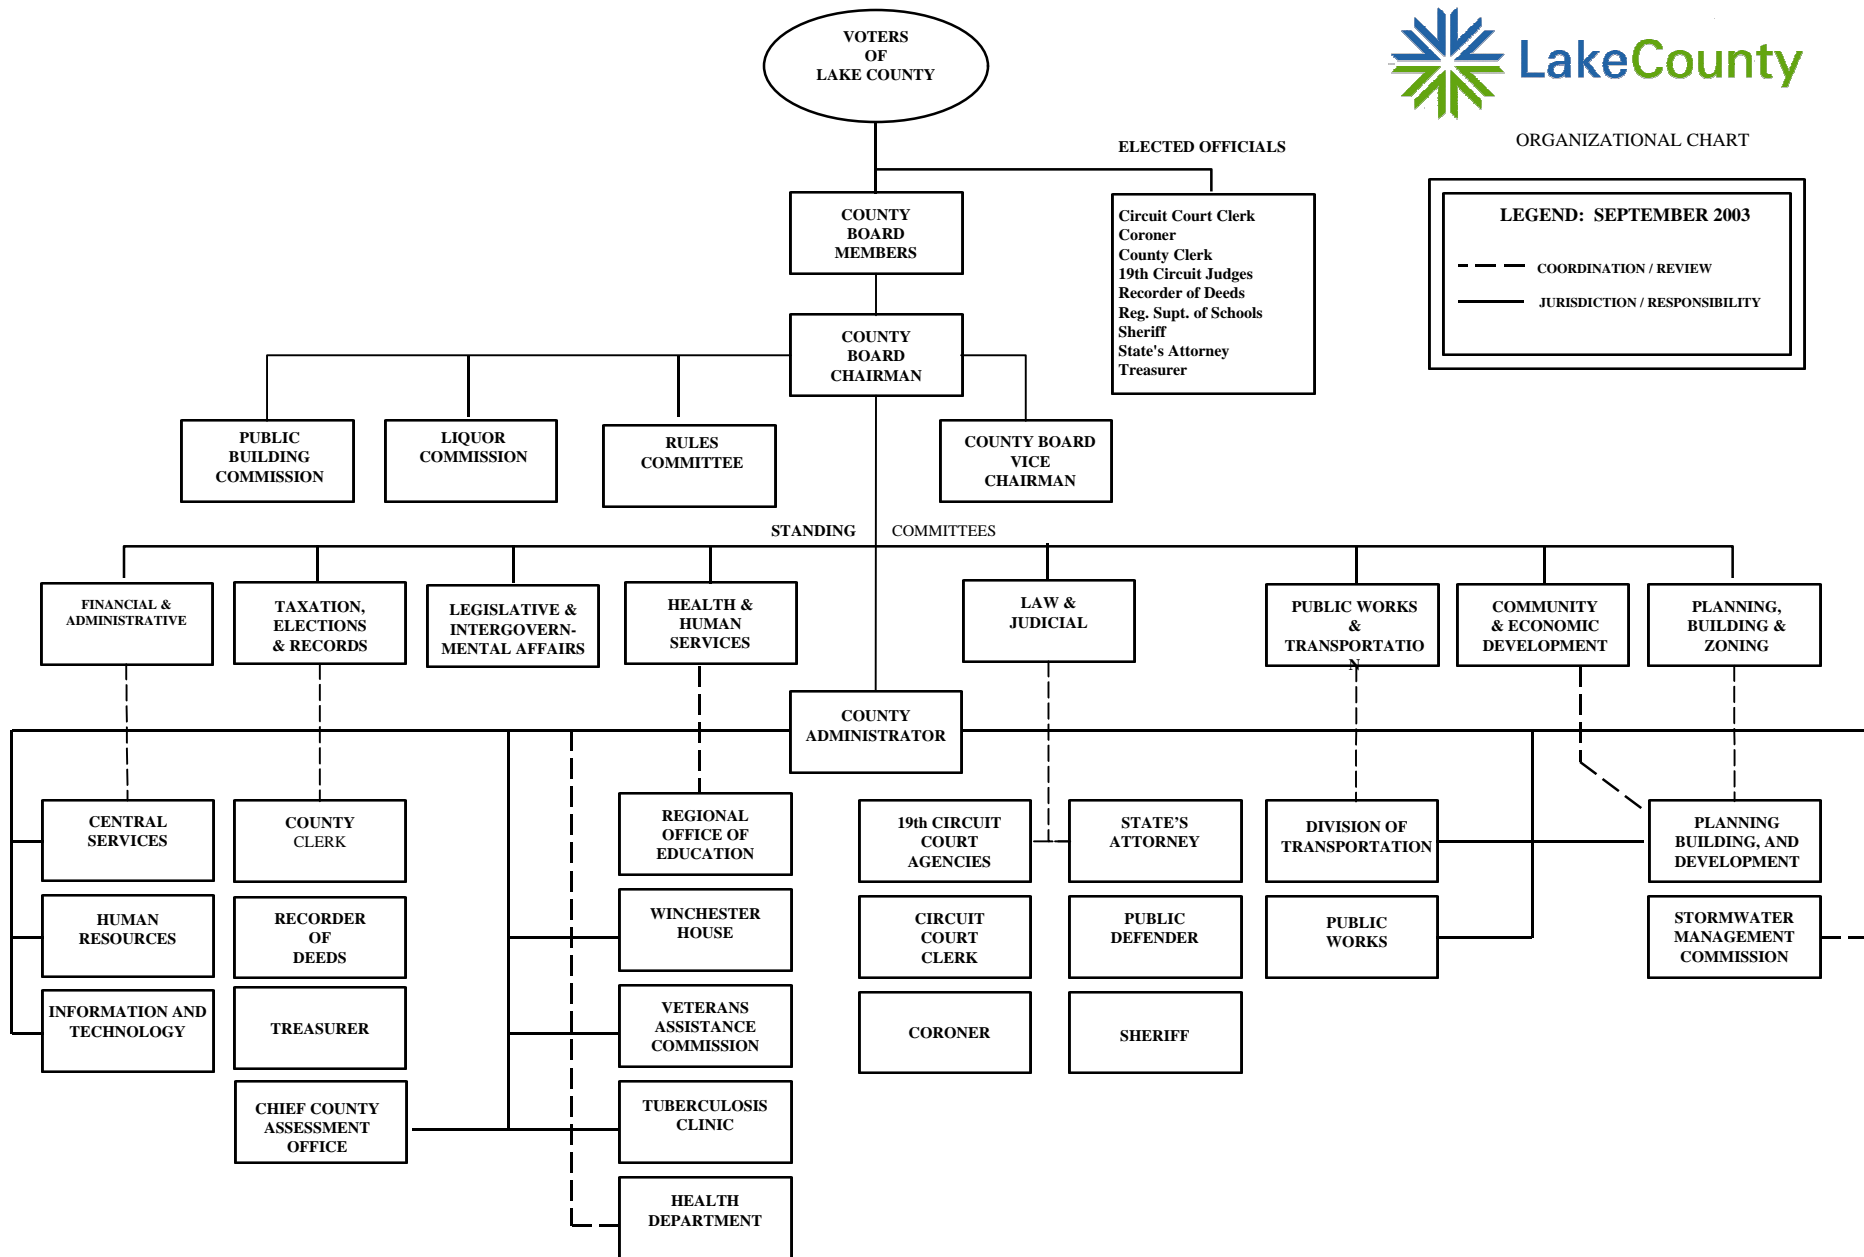 VOTERS
OF
LAKE COUNTY
LakeCounty
ORGANIZATIONAL CHART
LEGEND: SEPTEMBER 2003
COORDINATION / REVIEW
JURISDICTION / RESPONSIBILITY
ELECTED OFFICIALS
Circuit Court Clerk
Coroner
County Clerk
19th Circuit Judges
Recorder of Deeds
Reg. Supt. of Schools
Sheriff
State's Attorney
Treasurer
COUNTY
BOARD
MEMBERS
COUNTY
BOARD
CHAIRMAN
PUBLIC
BUILDING
COMMISSION
LIQUOR
COMMISSION
RULES
COMMITTEE
COUNTY BOARD
VICE
CHAIRMAN
STANDING COMMITTEES
FINANCIAL &
ADMINISTRATIVE
TAXATION,
ELECTIONS
& RECORDS
LEGISLATIVE &
INTERGOVERN-
MENTAL AFFAIRS
HEALTH &
HUMAN
SERVICES
LAW &
JUDICIAL
PUBLIC WORKS
&
TRANSPORTATIO
N
COMMUNITY
& ECONOMIC
DEVELOPMENT
PLANNING,
BUILDING &
ZONING
COUNTY
ADMINISTRATOR
CENTRAL
SERVICES
HUMAN
RESOURCES
INFORMATION AND
TECHNOLOGY
COUNTY
CLERK
RECORDER
OF
DEEDS
TREASURER
CHIEF COUNTY
ASSESSMENT
OFFICE
REGIONAL
OFFICE OF
EDUCATION
WINCHESTER
HOUSE
VETERANS
ASSISTANCE
COMMISSION
TUBERCULOSIS
CLINIC
HEALTH
DEPARTMENT
19th CIRCUIT
COURT
AGENCIES
CIRCUIT
COURT
CLERK
CORONER
STATE’S
ATTORNEY
PUBLIC
DEFENDER
SHERIFF
DIVISION OF
TRANSPORTATION
PUBLIC
WORKS
PLANNING
BUILDING, AND
DEVELOPMENT
STORMWATER
MANAGEMENT
COMMISSION